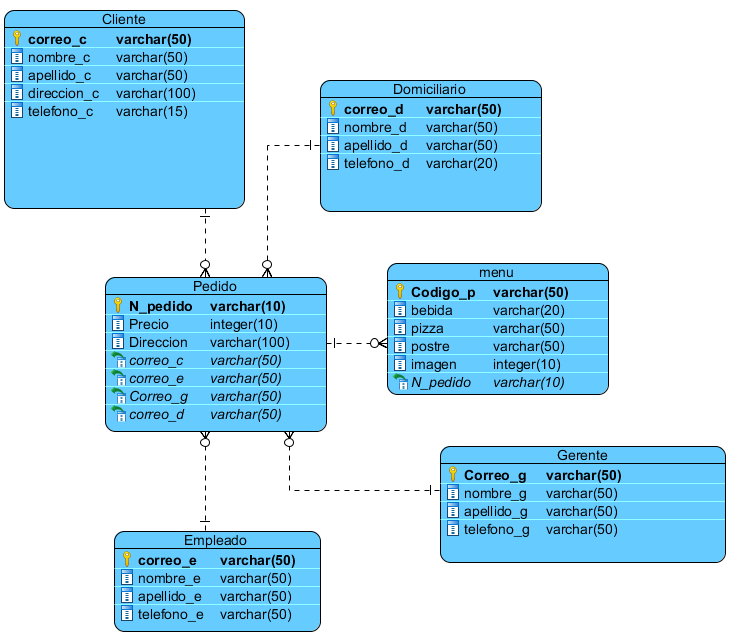 Cliente
correo_c varchar(50)
nombre_c varchar(50)
apellido_c varchar(50)
direccion_c varchar(100)
telefono_c varchar(15)
Domiciliario
correo_d varchar(50)
nombre_d varchar(50)
apellido_d varchar(50)
telefono_d varchar(20)
Pedido
N_pedido varchar(10)
Precio integer(10)
Direccion varchar(100)
correo_c varchar(50)
correo_e varchar(50)
Correo_g varchar(50)
correo_d varchar(50)
menu
Codigo_p varchar(50)
bebida varchar(20)
pizza varchar(50)
postre varchar(50)
imagen integer(10)
N_pedido varchar(10)
Gerente
Correo_g varchar(50)
nombre_g varchar(50)
apellido_g varchar(50)
telefono_g varchar(50)
Empleado
correo_e varchar(50)
nombre_e varchar(50)
apellido_e varchar(50)
telefono_e varchar(50)